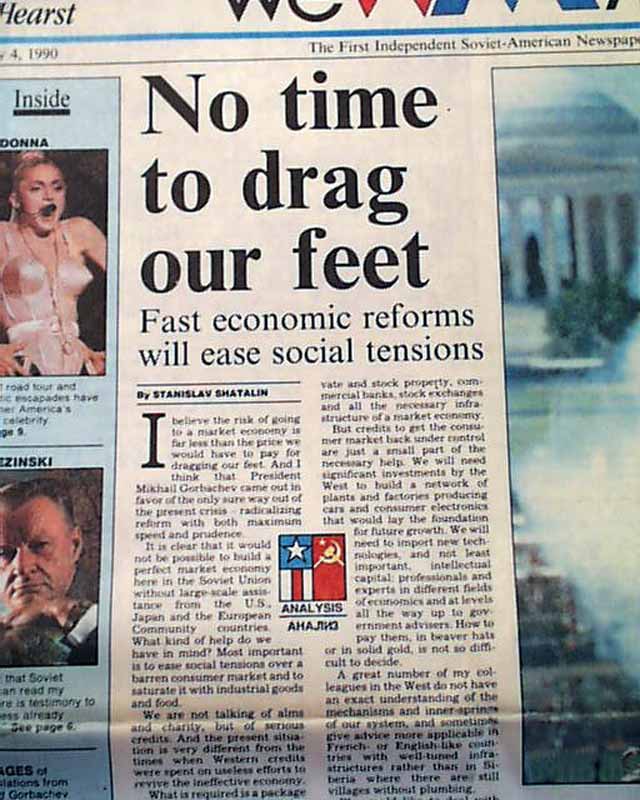 Hearst
4, 1990
The First Independent Soviet-American Newspape
Inside
DONNA
road tour and
escapades have
America's
celebrity.
ge 9.
EZINSKI
that Soviet
an read my
re is testimony to
ess already
See page 6.
AGES of
lations from
d Gorbachev
No time
to drag
our feet
Fast economic reforms
will ease social tensions
By STANISLAV SHATALIN
I believe the risk of going
to a market economy is
far less than the price we
would have to pay for
dragging our feet. And I
think that President
Mikhail Gorbachev came out in
favor of the only sure way out of
the present crisis - radicalizing
reform with both maximum
speed and prudence.
It is clear that it would
not be possible to build a
perfect market economy
here in the Soviet Union
without large-scale assis-
tance from the U.S.,
Japan and the European
Community countries.
What kind of help do we
have in mind? Most important
is to ease social tensions over a
barren consumer market and to
saturate it with industrial goods
and food.
We are not talking of alms
and charity, but of serious
credits. And the present situa-
tion is very different from the
times when Western credits
were spent on useless efforts to
revive the ineffective economy.
What is required is a package
ANALYSIS
АНАЛИЗ
vate and stock property, com-
mercial banks, stock exchanges
and all the necessary infra-
structure of a market economy.
But credits to get the consu-
mer market back under control
are just a small part of the
necessary help. We will need
significant investments by the
West to build a network of
plants and factories producing
cars and consumer electronics
that would lay the foundation
for future growth. We will
need to import new tech-
nologies, and not least
important, intellectual
capital: professionals and
experts in different fields
of economics and at levels
all the way up to gov-
ernment advisers. How to
pay them, in beaver hats
or in solid gold, is not so diffi-
cult to decide.
A great number of my col-
leagues in the West do not have
an exact understanding of the
mechanisms and inner-springs
of our system, and sometimes
give advice more applicable in
French- or English-like coun-
tries with well-tuned infra-
structures rather than in Si-
beria where there are still
villages without plumbing.